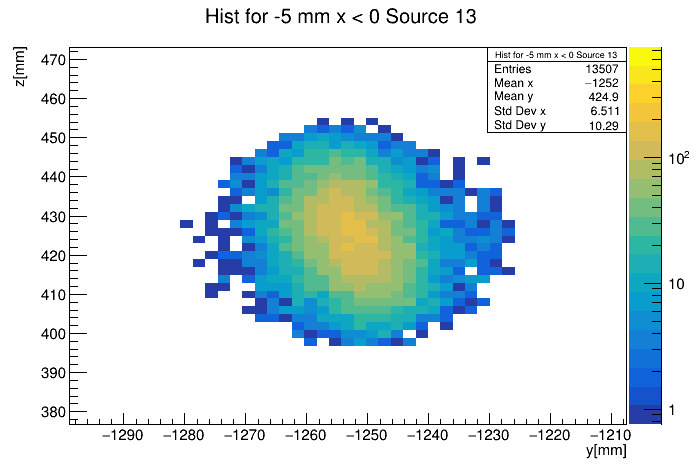 Hist for -5 mm x < 0 Source 13
z[mm]
470
460
450
440
430
420
410
400
390
380
Hist for -5 mm x < 0 Source 13
Entries 13507
Mean x −1252
Mean y 424.9
Std Dev x 6.511
Std Dev y 10.29
10²
10
1
−1290 −1280 −1270 −1260 −1250 −1240 −1230 −1220 −1210
y[mm]